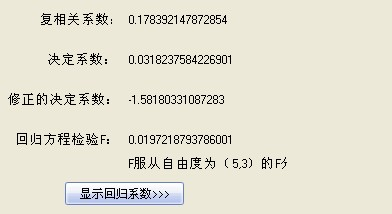 复相关系数： 0.178392147872854
决定系数： 0.0318237584226901
修正的决定系数： -1.58180331087283
回归方程检验F： 0.0197218793786001
F服从自由度为（5,3）的F
显示回归系数>>>